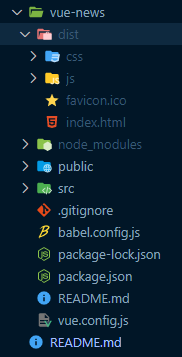 vue-news
dist
css
js
favicon.ico
index.html
node_modules
public
src
.gitignore
babel.config.js
package-lock.json
package.json
README.md
vue.config.js
README.md